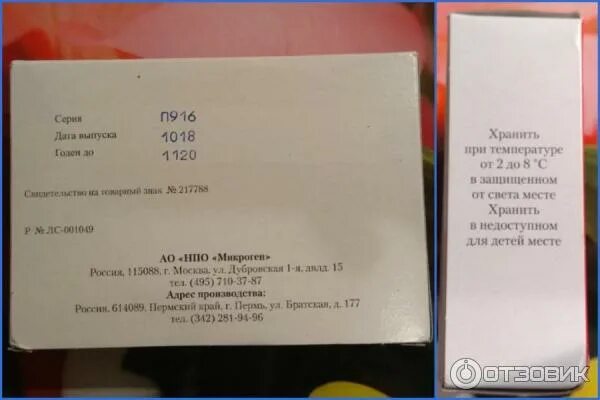 Серия П916
Дата выпуска 1018
Годен до 1120
Свидетельство на товарный знак № 217788
Р № ЛС-001049
АО «НПО «Микроген»
Россия, 115088, г. Москва, ул. Дубровская 1-я, двлд. 15
тел. (495) 710-37-87
Адрес производства:
Россия, 614089, Пермский край, г. Пермь, ул. Братская, д. 177
тел. (342) 281-94-96
Хранить
при температуре
от 2 до 8 °С
в защищенном
от света месте
Хранить
в недоступном
для детей месте
ОТЗОВИК